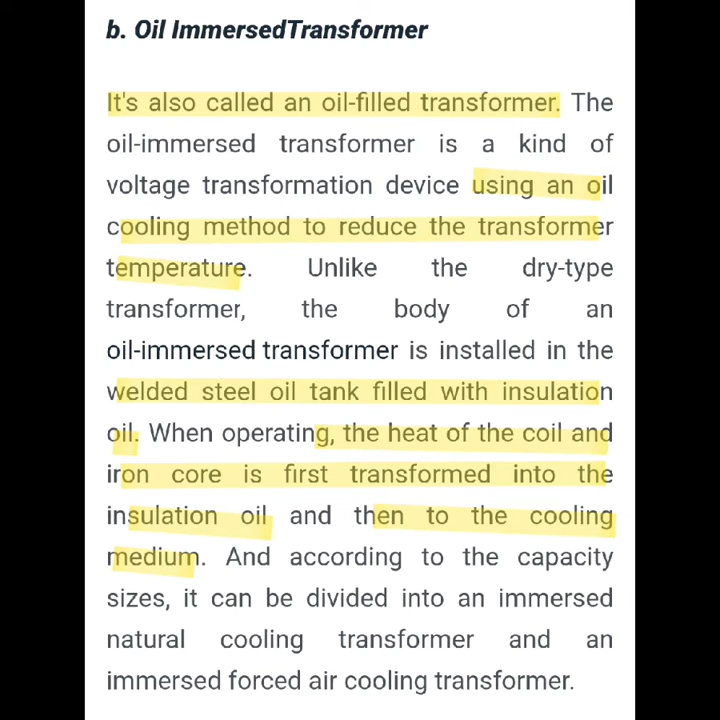 b. Oil ImmersedTransformer
It's also called an oil-filled transformer. The
oil-immersed transformer is a kind of
voltage transformation device using an oil
cooling method to reduce the transformer
temperature. Unlike the dry-type
transformer, the body of an
oil-immersed transformer is installed in the
welded steel oil tank filled with insulation
oil. When operating, the heat of the coil and
iron core is first transformed into the
insulation oil and then to the cooling
medium. And according to the capacity
sizes, it can be divided into an immersed
natural cooling transformer and an
immersed forced air cooling transformer.